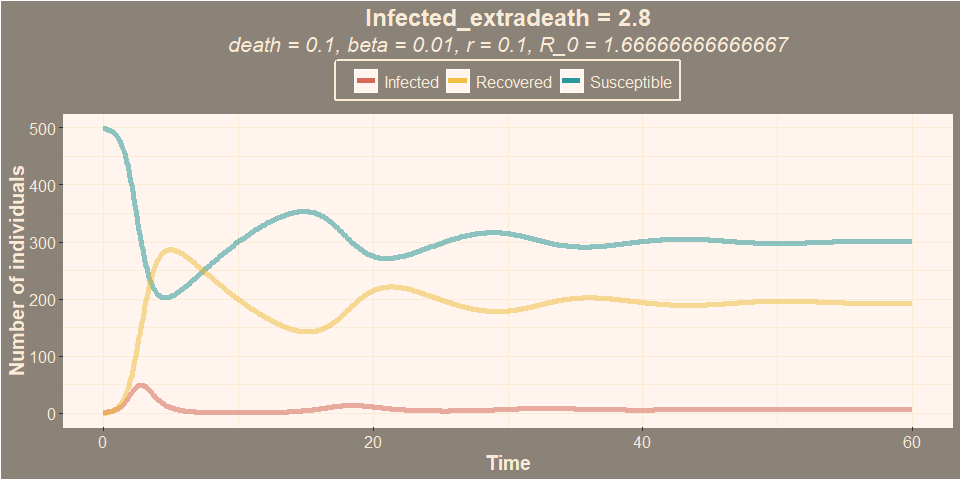 Infected_extradeath = 2.8
death = 0.1, beta = 0.01, r = 0.1, R_0 = 1.66666666666667
Infected Recovered Susceptible
Number of individuals
500
400
300
200
100
0
0 20 40 60
Time